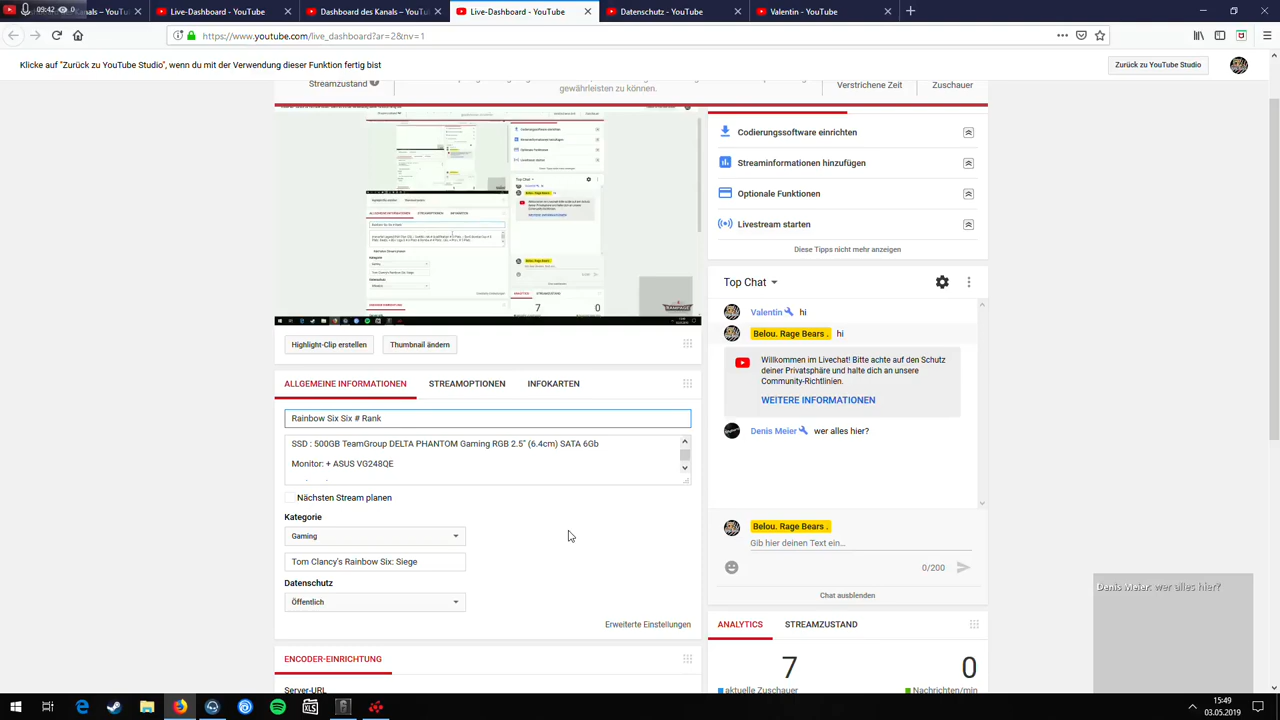 09:42 0
als – YouT
Live-Dashboard - YouTube
Dashboard des Kanals – YouTu
Live-Dashboard - YouTube
Datenschutz - YouTube
Valentin - YouTube
https://www.youtube.com/live_dashboard?ar=2&nv=1
Klicke auf "Zurück zu YouTube Studio", wenn du mit der Verwendung dieser Funktion fertig bist
Zurück zu YouTube Studio
Streamzustand
gewährleisten zu können.
Verstrichene Zeit
Zuschauer
Codierungssoftware einrichten
Streaminformationen hinzufügen
Optionale Funktionen
Livestream starten
Diese Tipps nicht mehr anzeigen
Top Chat
Valentin hi
Belou. Rage Bears . hi
Willkommen im Livechat! Bitte achte auf den Schutz
deiner Privatsphäre und halte dich an unsere
Community-Richtlinien.
WEITERE INFORMATIONEN
Denis Meier wer alles hier?
Belou. Rage Bears .
Gib hier deinen Text ein...
0/200
Chat ausblenden
ANALYTICS
STREAMZUSTAND
7
0
aktuelle Zuschauer
Nachrichten/min
Highlight-Clip erstellen
Thumbnail ändern
ALLGEMEINE INFORMATIONEN
STREAMOPTIONEN
INFOKARTEN
Rainbow Six Six # Rank
SSD : 500GB TeamGroup DELTA PHANTOM Gaming RGB 2.5" (6.4cm) SATA 6Gb
Monitor: + ASUS VG248QE
Nächsten Stream planen
Kategorie
Gaming
Tom Clancy's Rainbow Six: Siege
Datenschutz
Öffentlich
Erweiterte Einstellungen
ENCODER-EINRICHTUNG
Server-URL
Denis Meier: wer alles hier?
15:49
03.05.2019